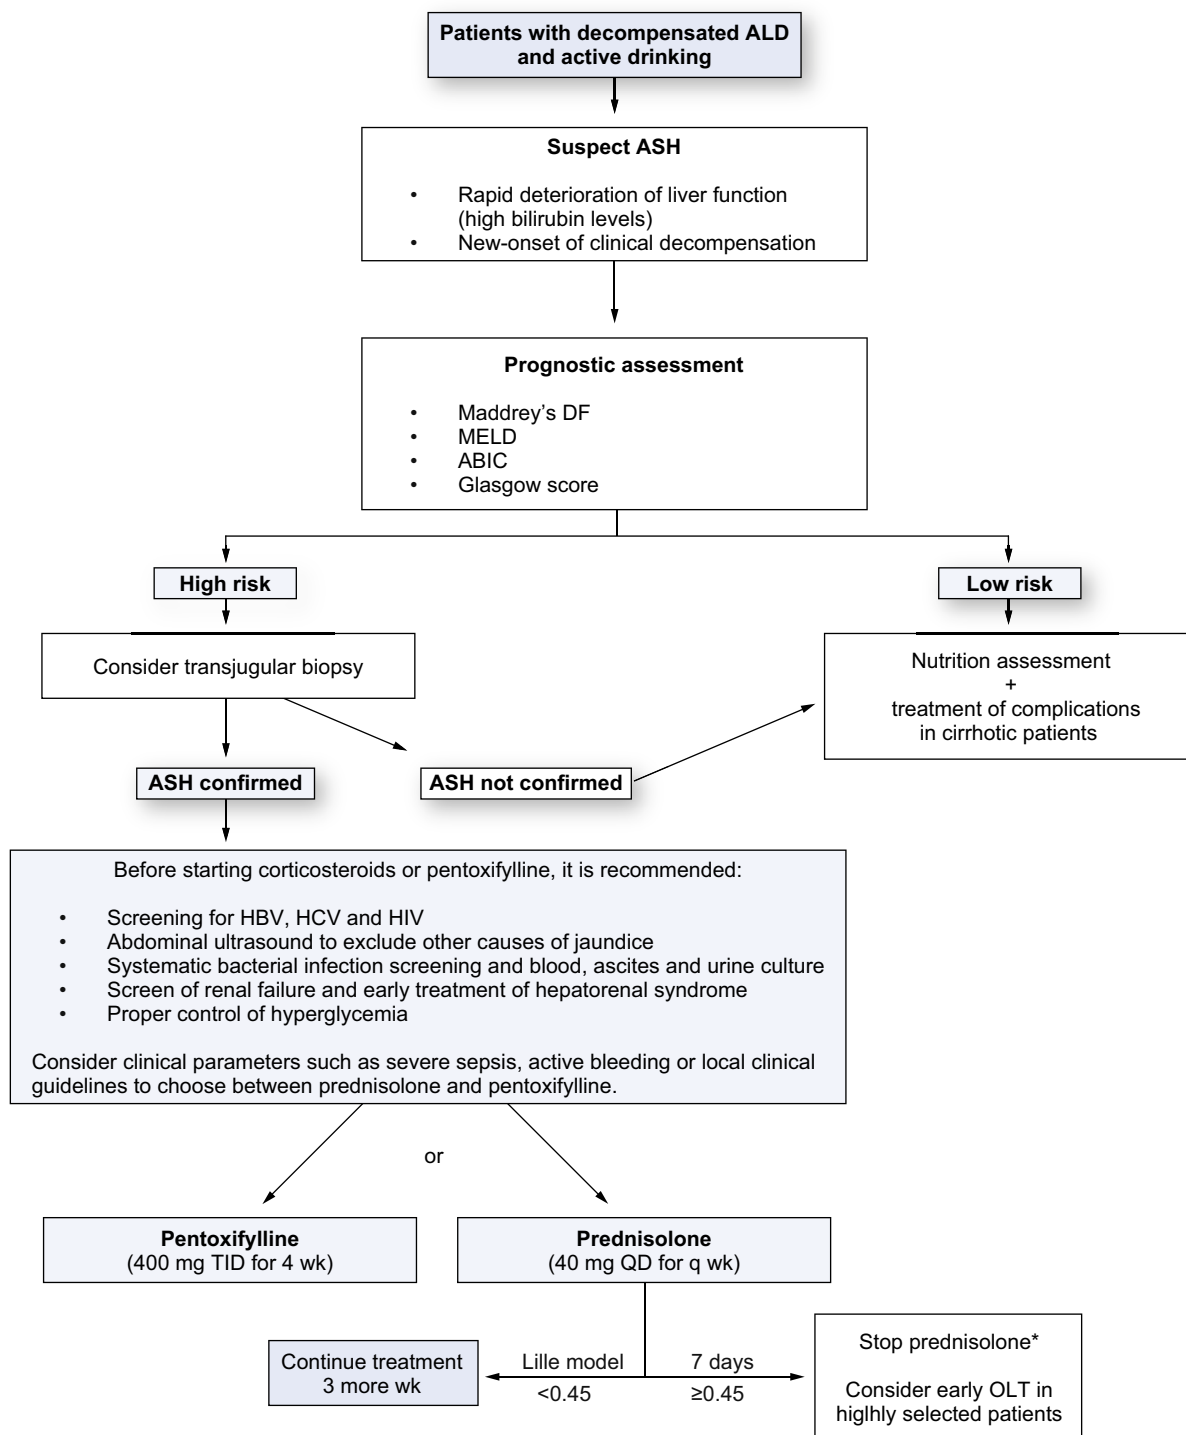 Patients with decompensated ALD
and active drinking
Suspect ASH
• Rapid deterioration of liver function
(high bilirubin levels)
• New-onset of clinical decompensation
Prognostic assessment
• Maddrey's DF
• MELD
• ABIC
• Glasgow score
High risk
Low risk
Consider transjugular biopsy
Nutrition assessment
+
treatment of complications
in cirrhotic patients
ASH confirmed
ASH not confirmed
Before starting corticosteroids or pentoxifylline, it is recommended:
• Screening for HBV, HCV and HIV
• Abdominal ultrasound to exclude other causes of jaundice
• Systematic bacterial infection screening and blood, ascites and urine culture
• Screen of renal failure and early treatment of hepatorenal syndrome
• Proper control of hyperglycemia
Consider clinical parameters such as severe sepsis, active bleeding or local clinical
guidelines to choose between prednisolone and pentoxifylline.
or
Pentoxifylline
(400 mg TID for 4 wk)
Prednisolone
(40 mg QD for q wk)
Continue treatment
3 more wk
Lille model
<0.45
7 days
≥0.45
Stop prednisolone*
Consider early OLT in
higlhly selected patients